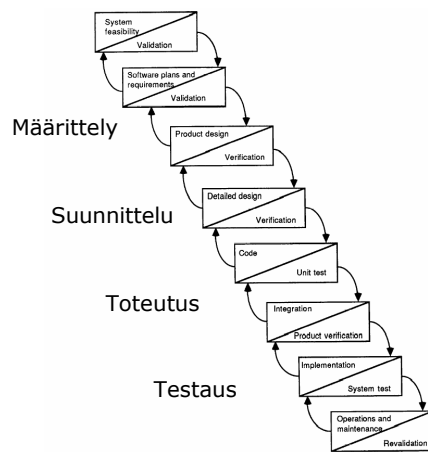 System
feasibility
Validation
Software plans and
requirements
Validation
Määrittely
Product design
Verification
Suunnittelu
Detailed design
Verification
Code
Unit test
Toteutus
Integration
Product verification
Testaus
Implementation
System test
Operations and
maintenance
Revalidation